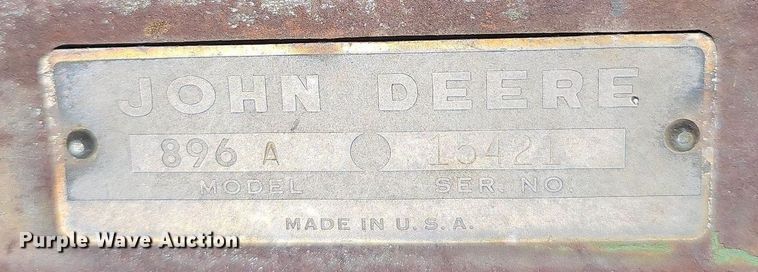 JOHN DEERE
896 A 15421
MODEL SER. NO.
MADE IN U.S.A.
Purple Wave Auction